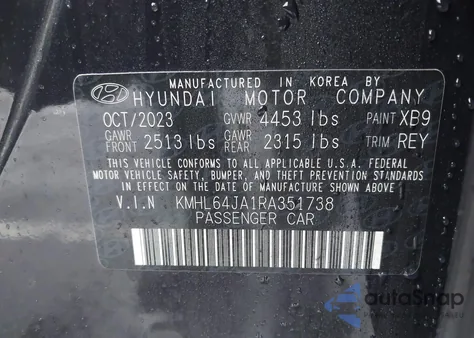 MANUFACTURED IN KOREA BY
HYUNDAI MOTOR COMPANY
OCT/2023 GVWR 4453 lbs PAINT XB9
GAWR FRONT 2513 lbs GAWR REAR 2315 lbs TRIM REY
THIS VEHICLE CONFORMS TO ALL APPLICABLE U.S.A. FEDERAL
MOTOR VEHICLE SAFETY, BUMPER, AND THEFT PREVENTION STANDARDS
IN EFFECT ON THE DATE OF MANUFACTURE SHOWN ABOVE.
V.I.N KMHL64JA1RA351738
PASSENGER CAR
autoSnap